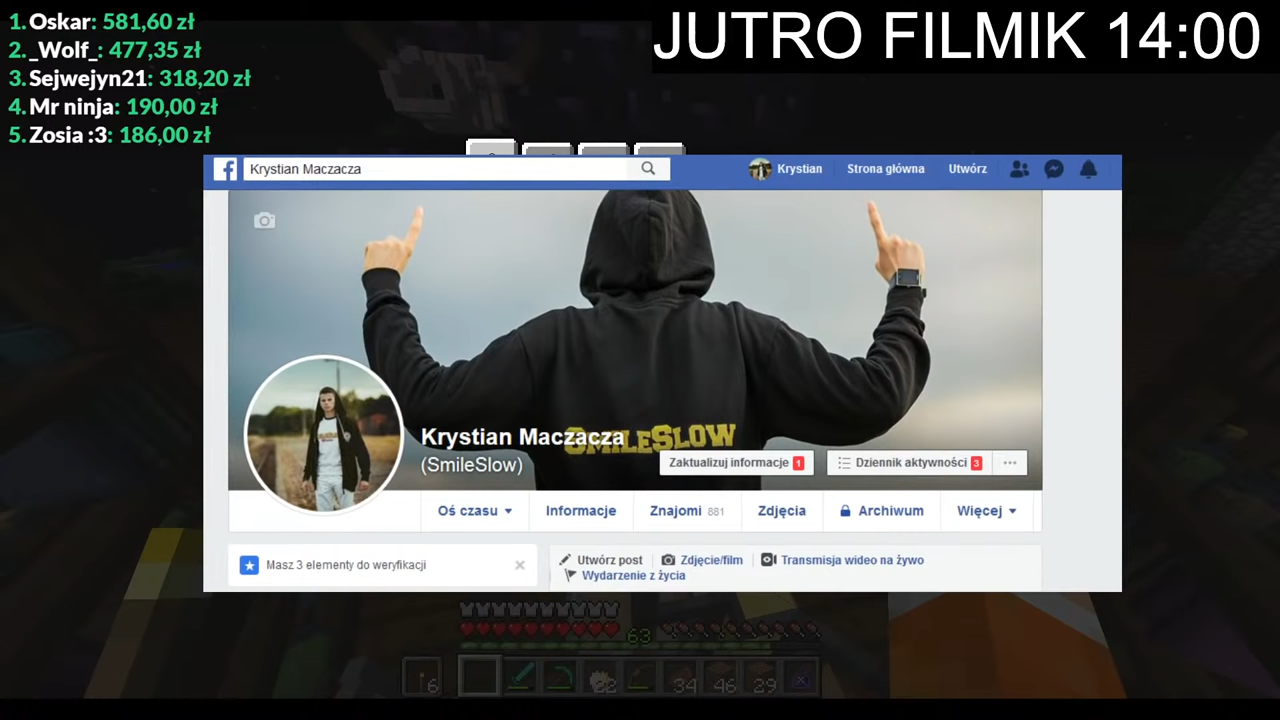 1. Oskar: 581,60 zł
2. _Wolf_: 477,35 zł
3. Sejwejyn21: 318,20 zł
4. Mr ninja: 190,00 zł
5. Zosia :3: 186,00 zł
JUTRO FILMIK 14:00
Krystian Maczacza
Krystian
Strona główna
Utwórz
SMILESLOW
Krystian Maczacza
(SmileSlow)
Zaktualizuj informacje 1
Dziennik aktywności 3
Oś czasu
Informacje
Znajomi 881
Zdjęcia
Archiwum
Więcej
Masz 3 elementy do weryfikacji
Utwórz post
Zdjęcie/film
Transmisja wideo na żywo
Wydarzenie z życia
63
6
22
34
46
29